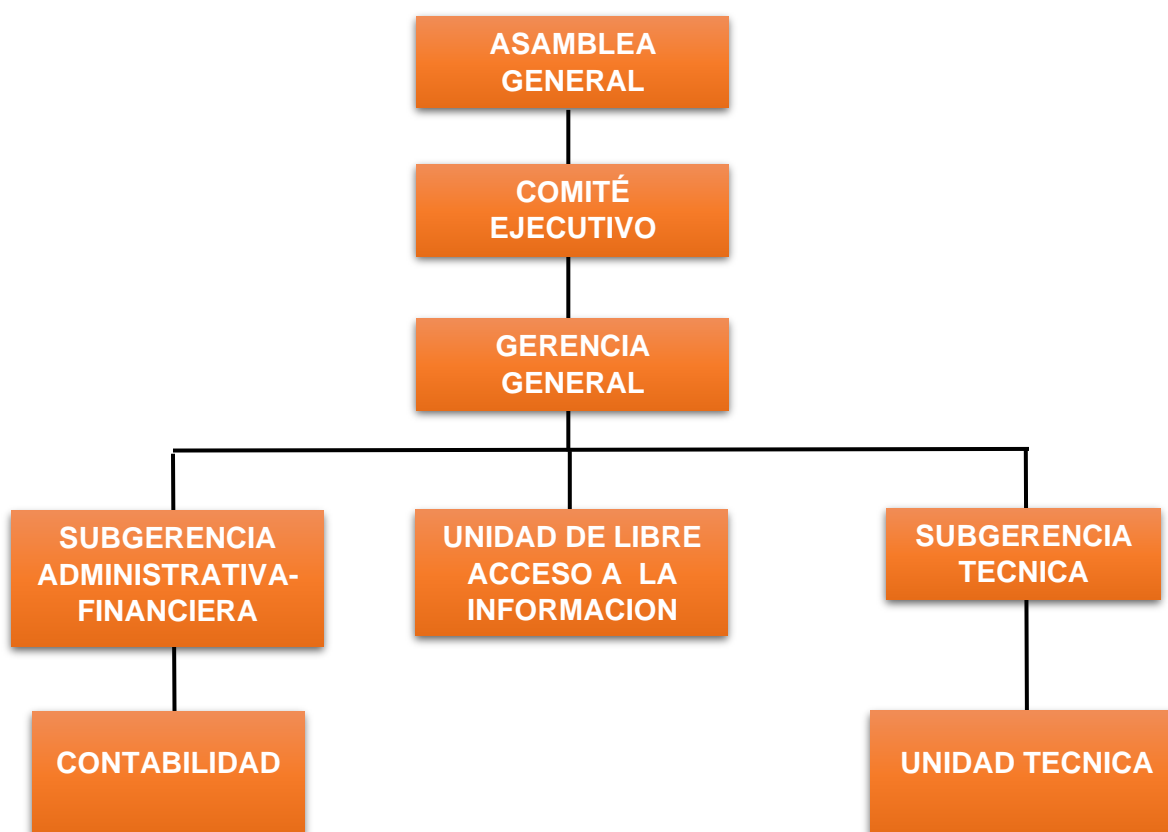 ASAMBLEA
GENERAL
COMITÉ
EJECUTIVO
GERENCIA
GENERAL
SUBGERENCIA
ADMINISTRATIVA-
FINANCIERA
UNIDAD DE LIBRE
ACCESO A LA
INFORMACION
SUBGERENCIA
TECNICA
CONTABILIDAD
UNIDAD TECNICA